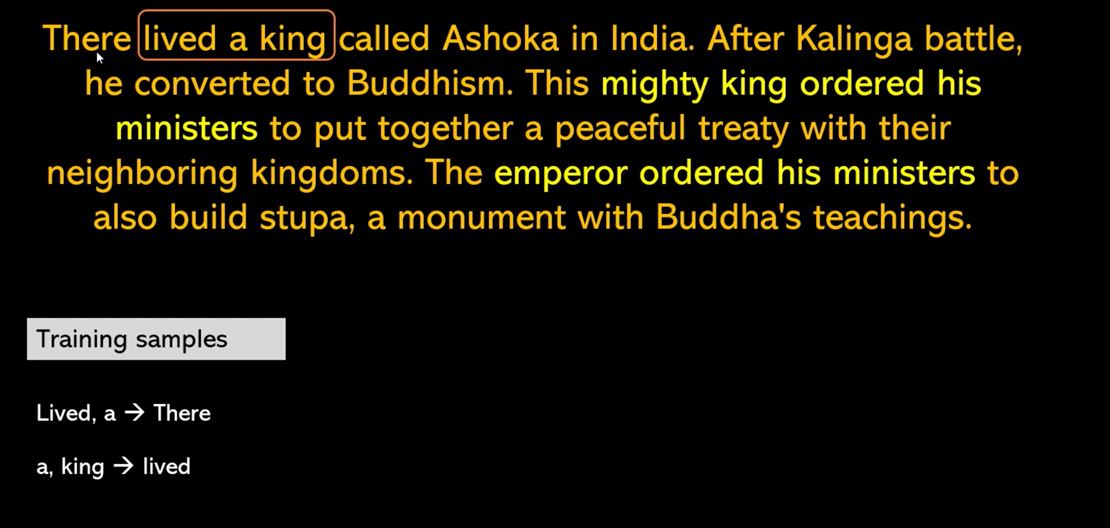 There lived a king called Ashoka in India. After Kalinga battle,
he converted to Buddhism. This mighty king ordered his
ministers to put together a peaceful treaty with their
neighboring kingdoms. The emperor ordered his ministers to
also build stupa, a monument with Buddha's teachings.
Training samples
Lived, a → There
a, king → lived